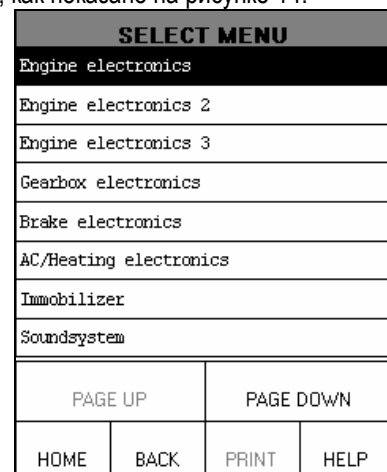 , как показано на рисунке 11.
SELECT MENU
Engine electronics
Engine electronics 2
Engine electronics 3
Gearbox electronics
Brake electronics
AC/Heating electronics
Immobilizer
Soundsystem
PAGE UP PAGE DOWN
HOME BACK PRINT HELP